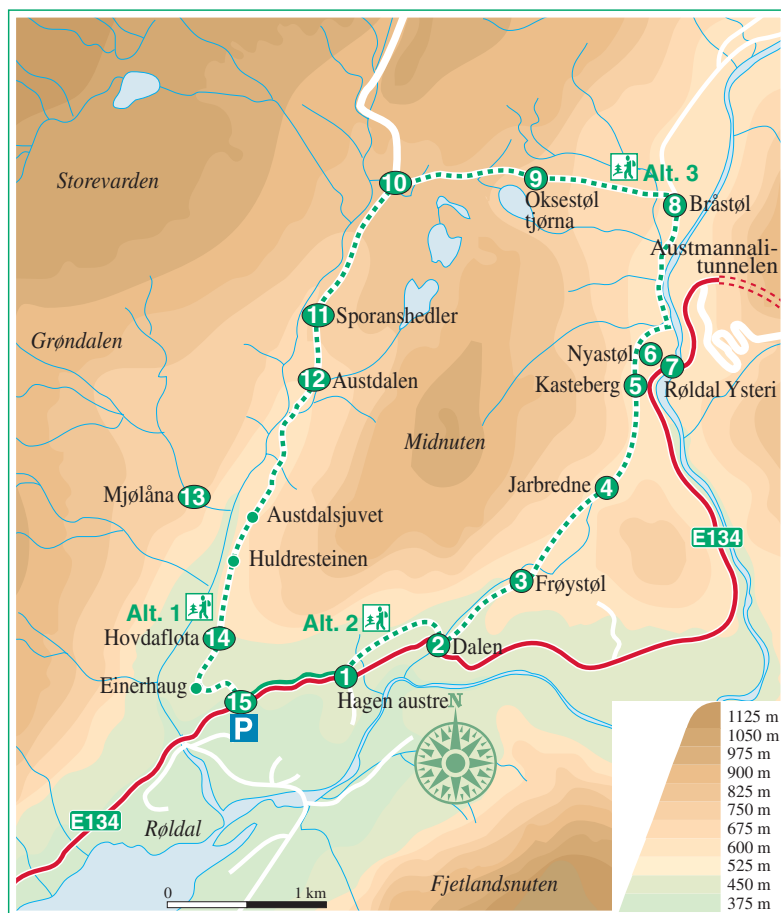 Storevarden
10
9
Oksestøl
tjørna
Alt. 3
8
Bråstøl
Austmannali-
tunnelen
11
Sporanshedler
Grøndalen
12
Austdalen
Nyastøl
6
7
Røldal Ysteri
Kasteberg
5
Midnuten
Mjølåna
13
Jarbredne
4
Austdalsjuvet
E134
Huldresteinen
3
Frøystøl
Alt. 1
Hovdaflota
14
Alt. 2
2
Dalen
Einerhaug
15
P
1
Hagen austre
N
E134
Røldal
0
1 km
Fjetlandsnuten
1125 m
1050 m
975 m
900 m
825 m
750 m
675 m
600 m
525 m
450 m
375 m